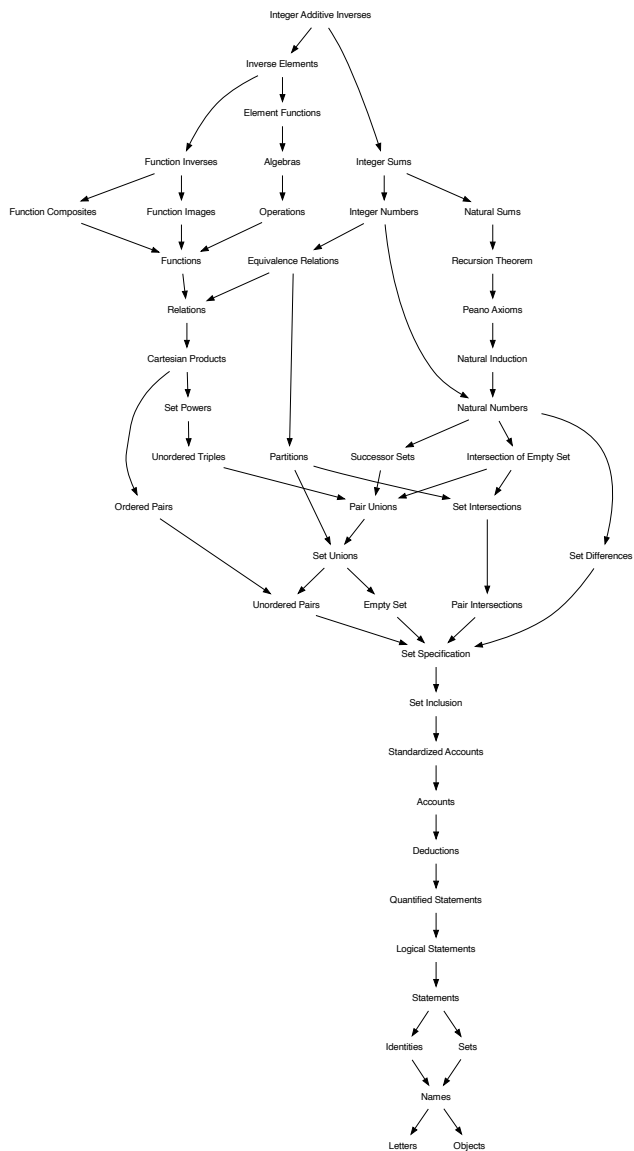 Integer Additive Inverses
Inverse Elements
Element Functions
Function Inverses Algebras Integer Sums
Function Composites Function Images Operations Integer Numbers Natural Sums
Functions Equivalence Relations Recursion Theorem
Relations Peano Axioms
Cartesian Products Natural Induction
Set Powers Natural Numbers
Unordered Triples Partitions Successor Sets Intersection of Empty Set
Ordered Pairs Pair Unions Set Intersections
Set Unions Set Differences
Unordered Pairs Empty Set Pair Intersections
Set Specification
Set Inclusion
Standardized Accounts
Accounts
Deductions
Quantified Statements
Logical Statements
Statements
Identities Sets
Names
Letters Objects